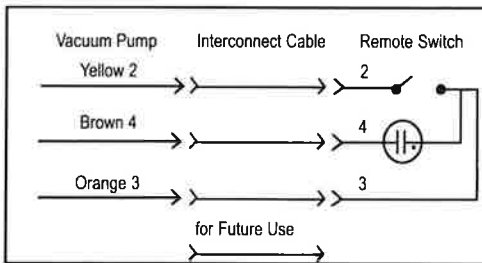 Vacuum Pump Interconnect Cable Remote Switch
Yellow 2 2
Brown 4 4
Orange 3 3
for Future Use